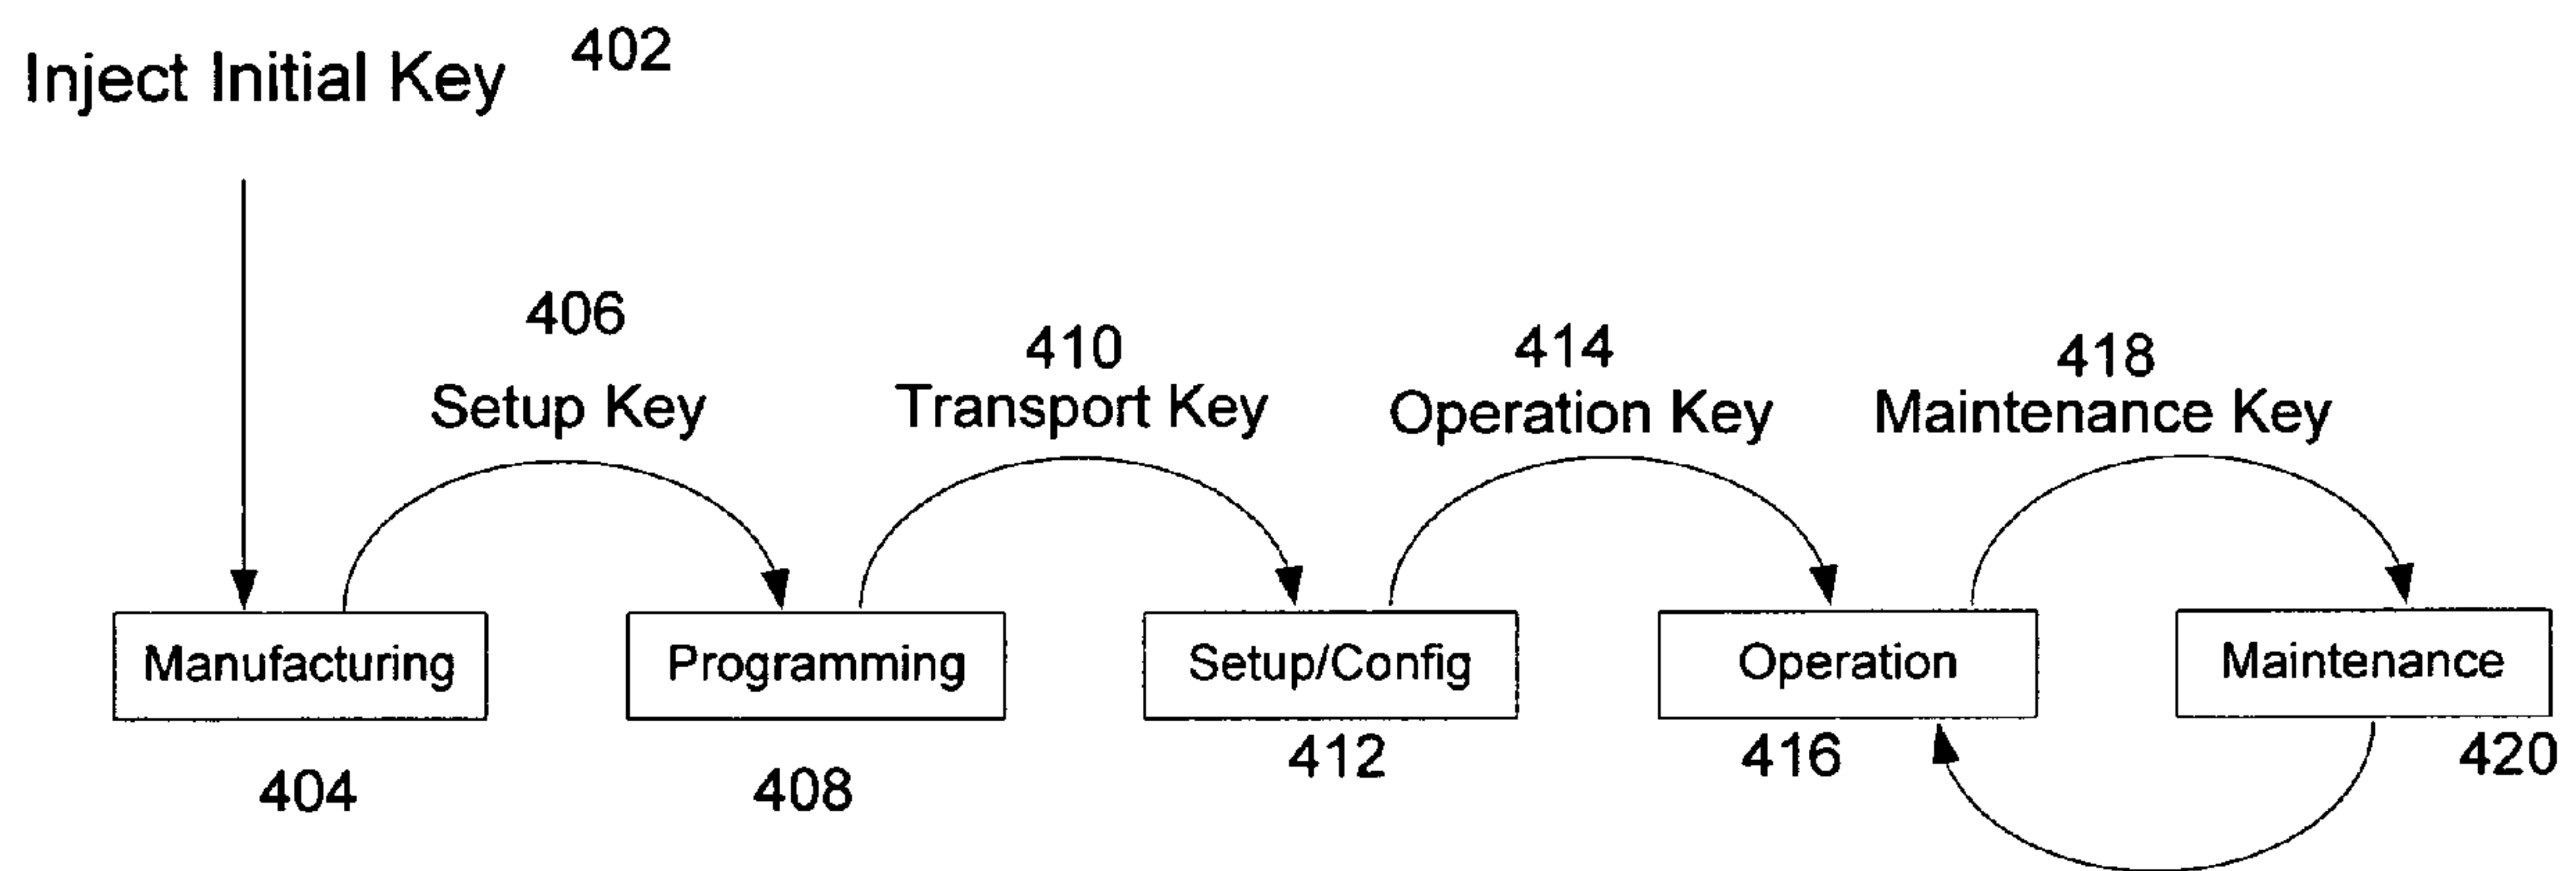 Inject Initial Key 402
406
Setup Key
410
Transport Key
414
Operation Key
418
Maintenance Key
Manufacturing
Programming
Setup/Config
Operation
Maintenance
404
408
412
416
420